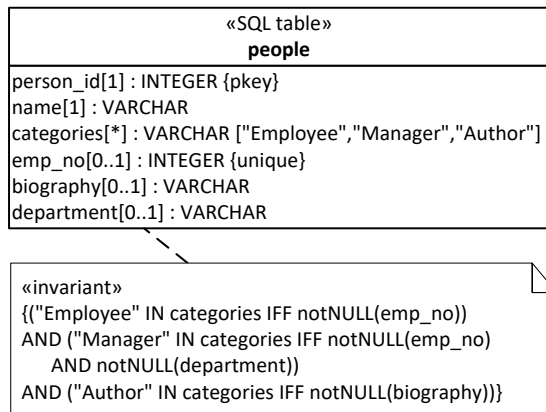 «SQL table»
people
person_id[1] : INTEGER {pkey}
name[1] : VARCHAR
categories[*] : VARCHAR ["Employee","Manager","Author"]
emp_no[0..1] : INTEGER {unique}
biography[0..1] : VARCHAR
department[0..1] : VARCHAR
«invariant»
{("Employee" IN categories IFF notNULL(emp_no))
AND ("Manager" IN categories IFF notNULL(emp_no)
AND notNULL(department))
AND ("Author" IN categories IFF notNULL(biography))}